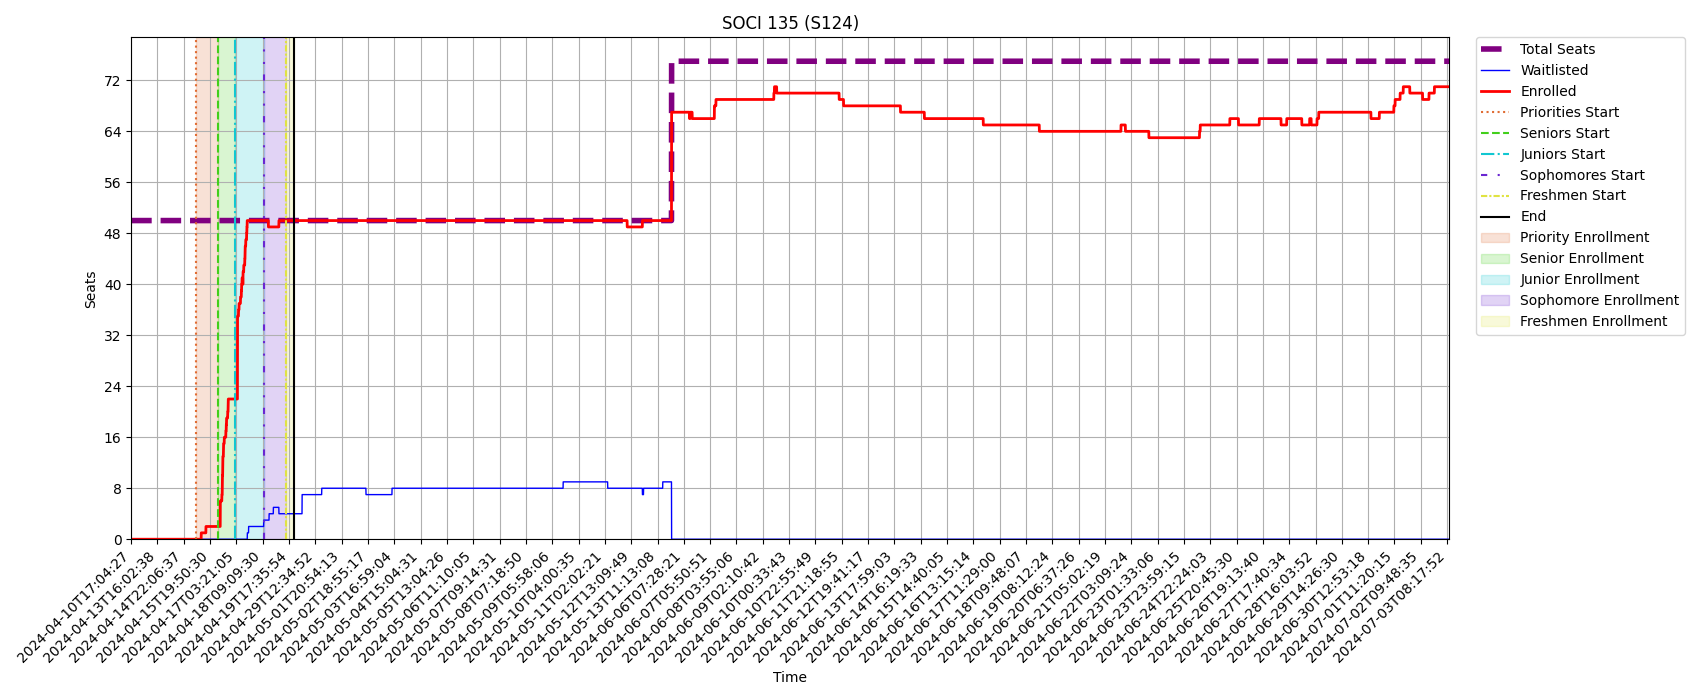 SOCI 135 (S124)
Seats
72
64
56
48
40
32
24
16
8
0
2024-04-10T17:04:27
2024-04-13T16:02:38
2024-04-14T22:06:37
2024-04-15T19:50:30
2024-04-17T03:21:05
2024-04-18T09:09:30
2024-04-19T17:35:54
2024-04-29T12:34:52
2024-05-01T20:54:13
2024-05-02T18:55:17
2024-05-03T16:59:04
2024-05-04T15:04:31
2024-05-05T13:04:26
2024-05-06T11:10:05
2024-05-07T09:14:31
2024-05-08T07:18:50
2024-05-09T05:58:06
2024-05-10T04:00:35
2024-05-11T02:02:21
2024-05-12T13:09:49
2024-05-13T11:13:08
2024-06-06T07:28:21
2024-06-07T05:50:51
2024-06-08T03:55:06
2024-06-09T02:10:42
2024-06-10T00:33:43
2024-06-10T22:55:49
2024-06-11T21:18:55
2024-06-12T19:41:17
2024-06-13T17:59:03
2024-06-14T16:19:33
2024-06-15T14:40:05
2024-06-16T13:15:14
2024-06-17T11:29:00
2024-06-18T09:48:07
2024-06-19T08:12:24
2024-06-20T06:37:26
2024-06-21T05:02:19
2024-06-22T03:09:24
2024-06-23T01:33:06
2024-06-23T23:59:15
2024-06-24T22:24:03
2024-06-25T20:45:30
2024-06-26T19:13:40
2024-06-27T17:40:34
2024-06-28T16:03:52
2024-06-29T14:26:30
2024-06-30T12:53:18
2024-07-01T11:20:15
2024-07-02T09:48:35
2024-07-03T08:17:52
Time
Total Seats
Waitlisted
Enrolled
Priorities Start
Seniors Start
Juniors Start
Sophomores Start
Freshmen Start
End
Priority Enrollment
Senior Enrollment
Junior Enrollment
Sophomore Enrollment
Freshmen Enrollment